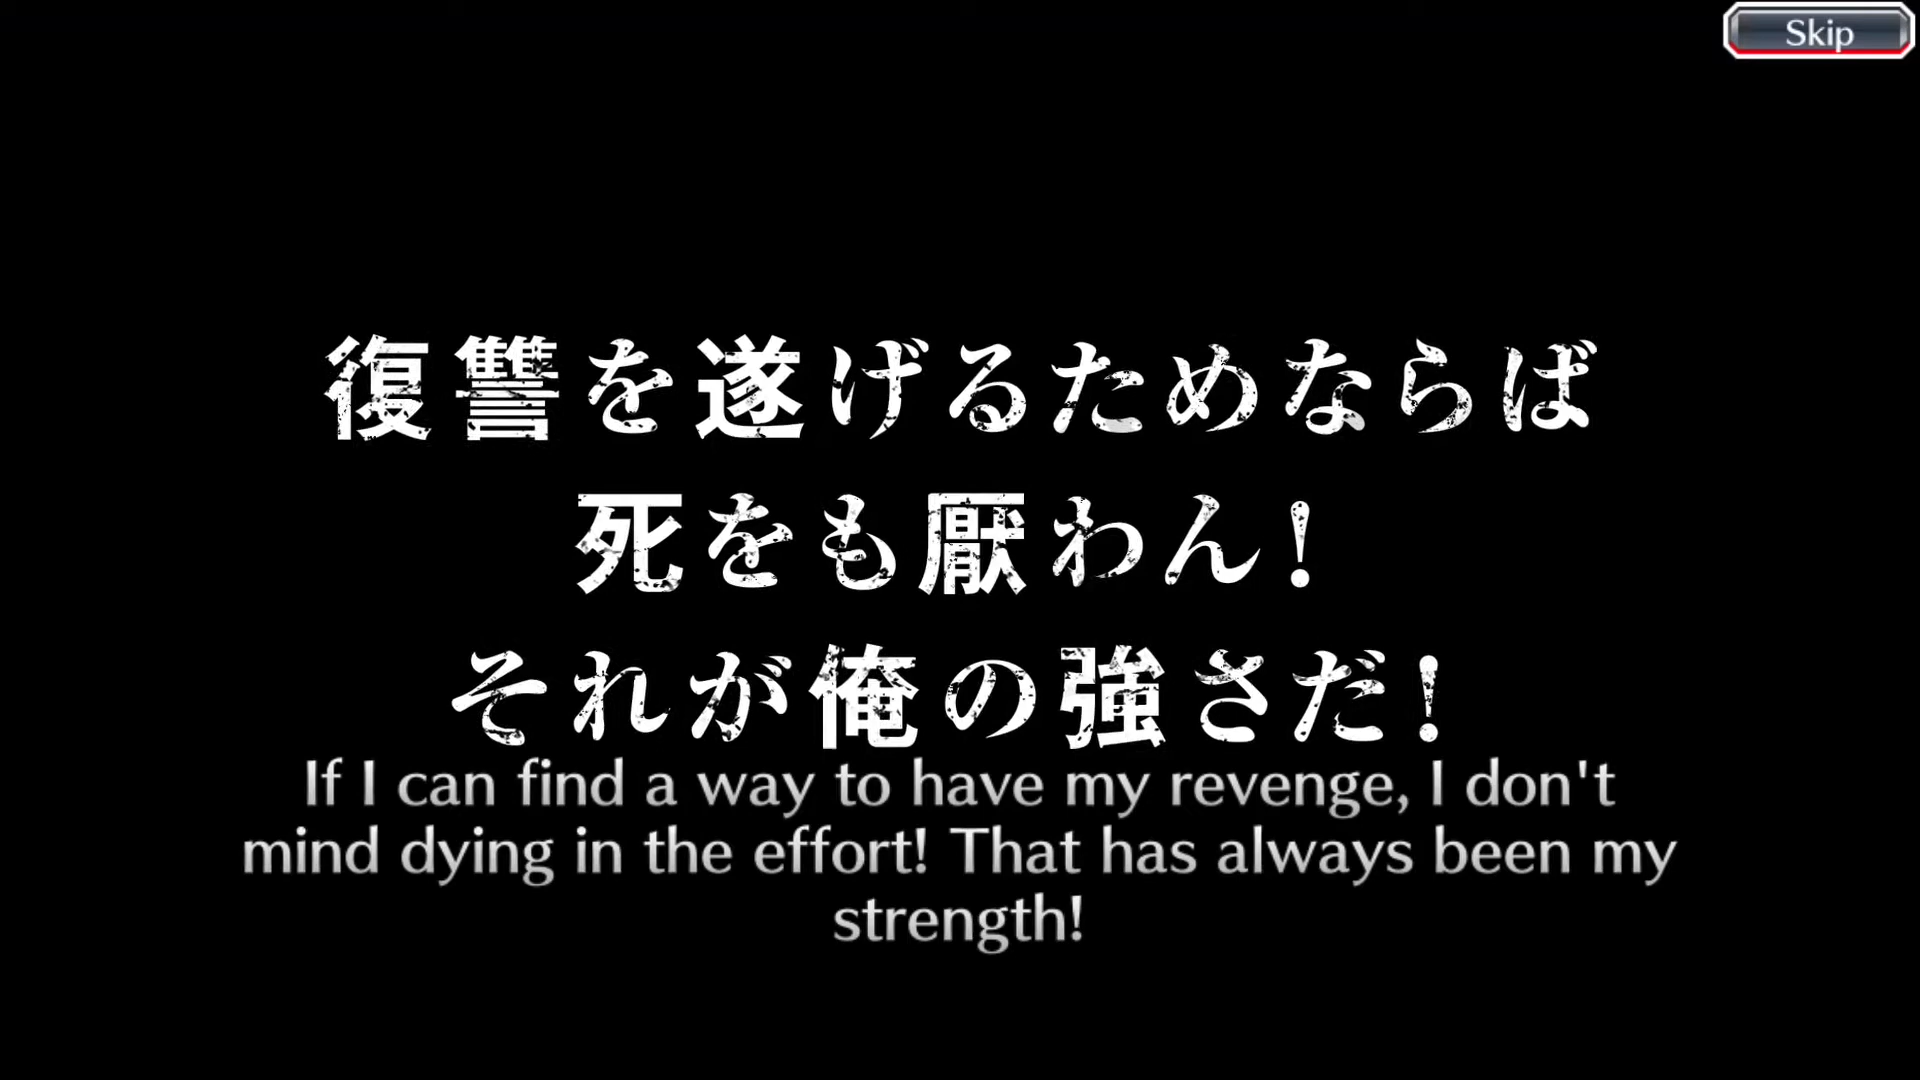 Skip
復讐を遂げるためならば
死をも厭わん!
それが俺の強さだ!
If I can find a way to have my revenge, I don't
mind dying in the effort! That has always been my
strength!